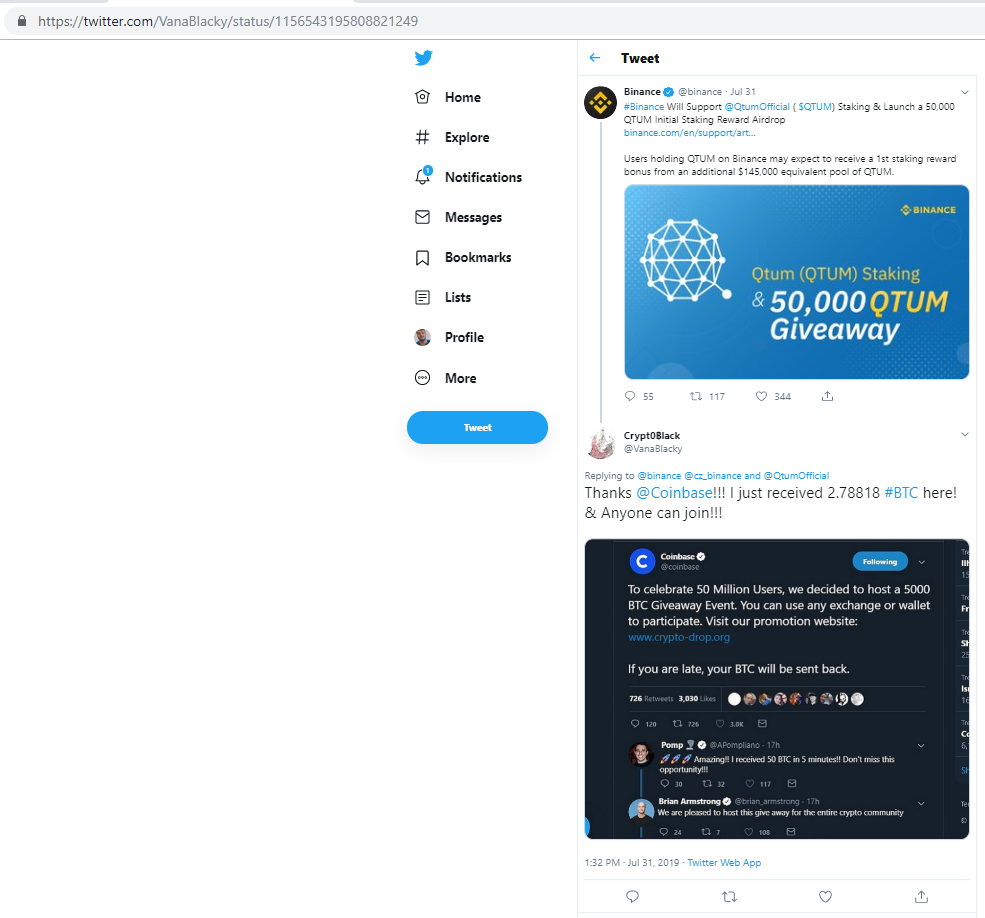 https://twitter.com/VanaBlacky/status/1156543195808821249
Home
Explore
1
Notifications
Messages
Bookmarks
Lists
Profile
More
Tweet
Tweet
Binance @binance · Jul 31
#Binance Will Support @QtumOfficial ( $QTUM) Staking & Launch a 50,000
QTUM Initial Staking Reward Airdrop
binance.com/en/support/art...
Users holding QTUM on Binance may expect to receive a 1st staking reward
bonus from an additional $145,000 equivalent pool of QTUM.
BINANCE
Qtum (QTUM) Staking
& 50,000 QTUM
Giveaway
55 117 344
Crypt0Black
@VanaBlacky
Replying to @binance @cz_binance and @QtumOfficial
Thanks @Coinbase!!! I just received 2.78818 #BTC here!
& Anyone can join!!!
Coinbase
@coinbase
Following
To celebrate 50 Million Users, we decided to host a 5000
BTC Giveaway Event. You can use any exchange or wallet
to participate. Visit our promotion website:
www.crypto-drop.org
If you are late, your BTC will be sent back.
726 Retweets 3,030 Likes
120 726 3.0K
Pomp @APompliano · 17h
🚀🚀🚀 Amazing!! I received 50 BTC in 5 minutes!! Don't miss this
opportunity!!!
30 32 117
Brian Armstrong @brian_armstrong · 17h
We are pleased to host this give away for the entire crypto community
24 7 108
1:32 PM · Jul 31, 2019 · Twitter Web App